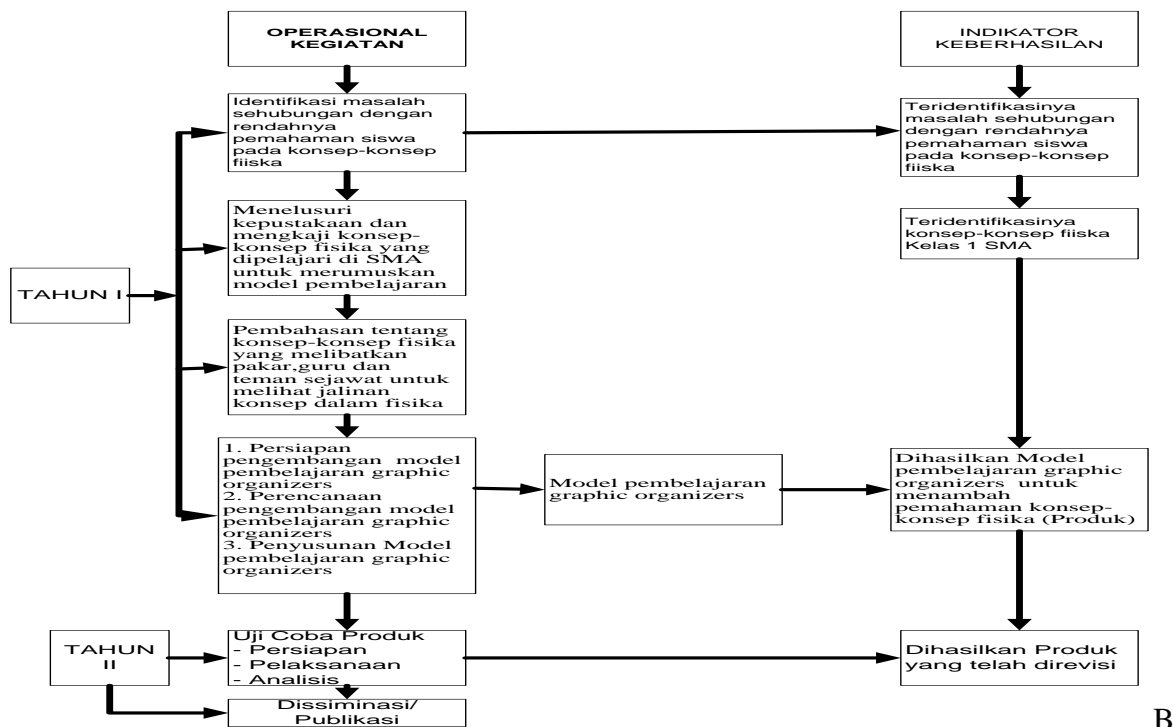 OPERASIONAL
KEGIATAN
INDIKATOR
KEBERHASILAN
Identifikasi masalah
sehubungan dengan
rendahnya
pemahaman siswa
pada konsep-konsep
fiiska
Teridentifikasinya
masalah sehubungan
dengan rendahnya
pemahaman siswa
pada konsep-konsep
fiiska
Menelusuri
kepustakaan dan
mengkaji konsep-
konsep fisika yang
dipelajari di SMA
untuk merumuskan
model pembelajaran
Teridentifikasinya
konsep-konsep fiiska
Kelas 1 SMA
TAHUN I
Pembahasan tentang
konsep-konsep fisika
yang melibatkan
pakar,guru dan
teman sejawat untuk
melihat jalinan
konsep dalam fisika
1. Persiapan
pengembangan model
pembelajaran graphic
organizers
2. Perencanaan
pengembangan model
pembelajaran graphic
organizers
3. Penyusunan Model
pembelajaran graphic
organizers
Model pembelajaran
graphic organizers
Dihasilkan Model
pembelajaran graphic
organizers untuk
menambah
pemahaman konsep-
konsep fisika (Produk)
TAHUN
II
Uji Coba Produk
- Persiapan
- Pelaksanaan
- Analisis
Dihasilkan Produk
yang telah direvisi
Dissiminasi/
Publikasi
B